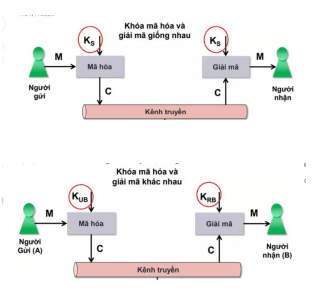 Khóa mã hóa và
giải mã giống nhau
K_S
K_S
M
Mã hóa
Giải mã
M
Người
gửi
C
C
Người
nhận
Kênh truyền
Khóa mã hóa và
giải mã khác nhau
K_UB
K_RB
M
Mã hóa
Giải mã
M
Người
Gửi (A)
C
C
Người
nhận (B)
Kênh truyền